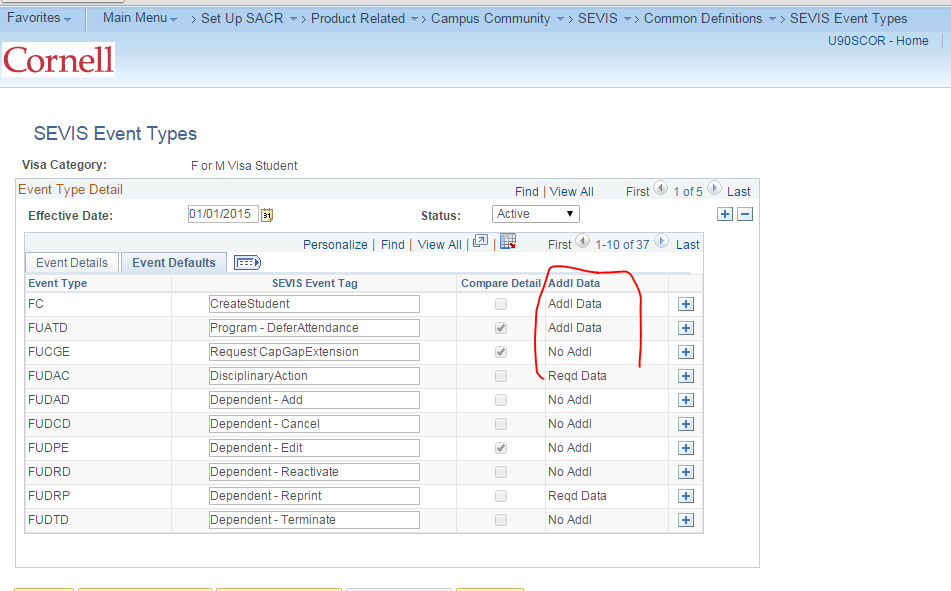 Favorites Main Menu > Set Up SACR > Product Related > Campus Community > SEVIS > Common Definitions > SEVIS Event Types
U90SCOR - Home
Cornell
SEVIS Event Types
Visa Category: F or M Visa Student
Event Type Detail Find | View All First 1 of 5 Last
Effective Date: 01/01/2015 31 Status: Active
Personalize | Find | View All | | First 1-10 of 37 Last
Event Details Event Defaults
Event Type SEVIS Event Tag Compare Detail Addl Data
FC CreateStudent Addl Data
FUATD Program - DeferAttendance Addl Data
FUCGE Request CapGapExtension No Addl
FUDAC DisciplinaryAction Reqd Data
FUDAD Dependent - Add No Addl
FUDCD Dependent - Cancel No Addl
FUDPE Dependent - Edit No Addl
FUDRD Dependent - Reactivate No Addl
FUDRP Dependent - Reprint Reqd Data
FUDTD Dependent - Terminate No Addl